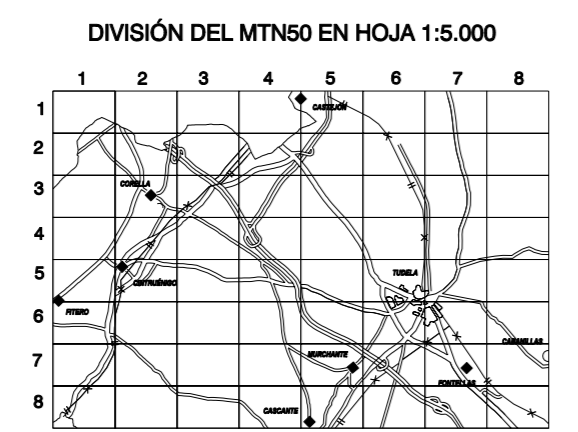 DIVISIÓN DEL MTN50 EN HOJA 1:5.000
1 2 3 4 5 6 7 8
1
CASTEJÓN
2
3
CORELLA
4
5
TUDELA
CINTRUÉNIGO
6
FITERO
CABANILLAS
7
MURCHANTE
FONTELLAS
8
CASCANTE